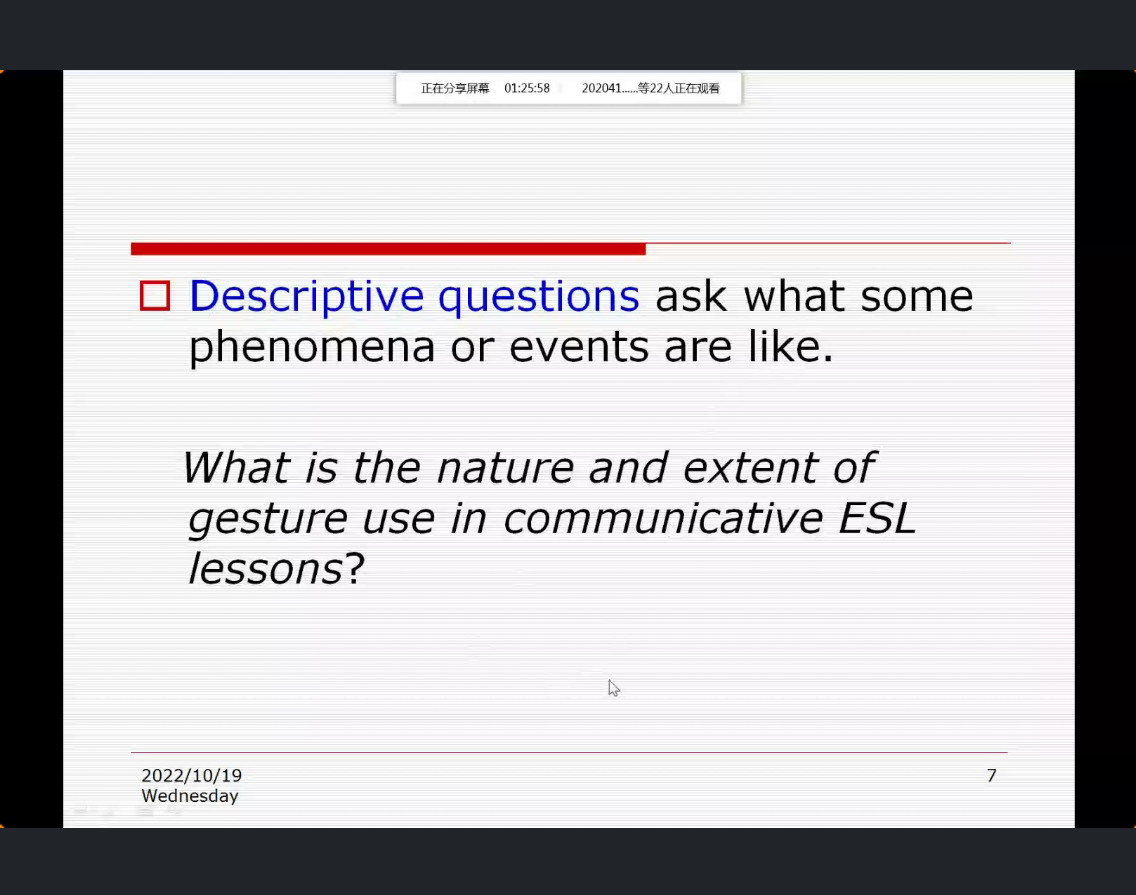 正在分享屏幕 01:25:58 202041......等22人正在观看
Descriptive questions ask what some
phenomena or events are like.
What is the nature and extent of
gesture use in communicative ESL
lessons?
2022/10/19 7
Wednesday